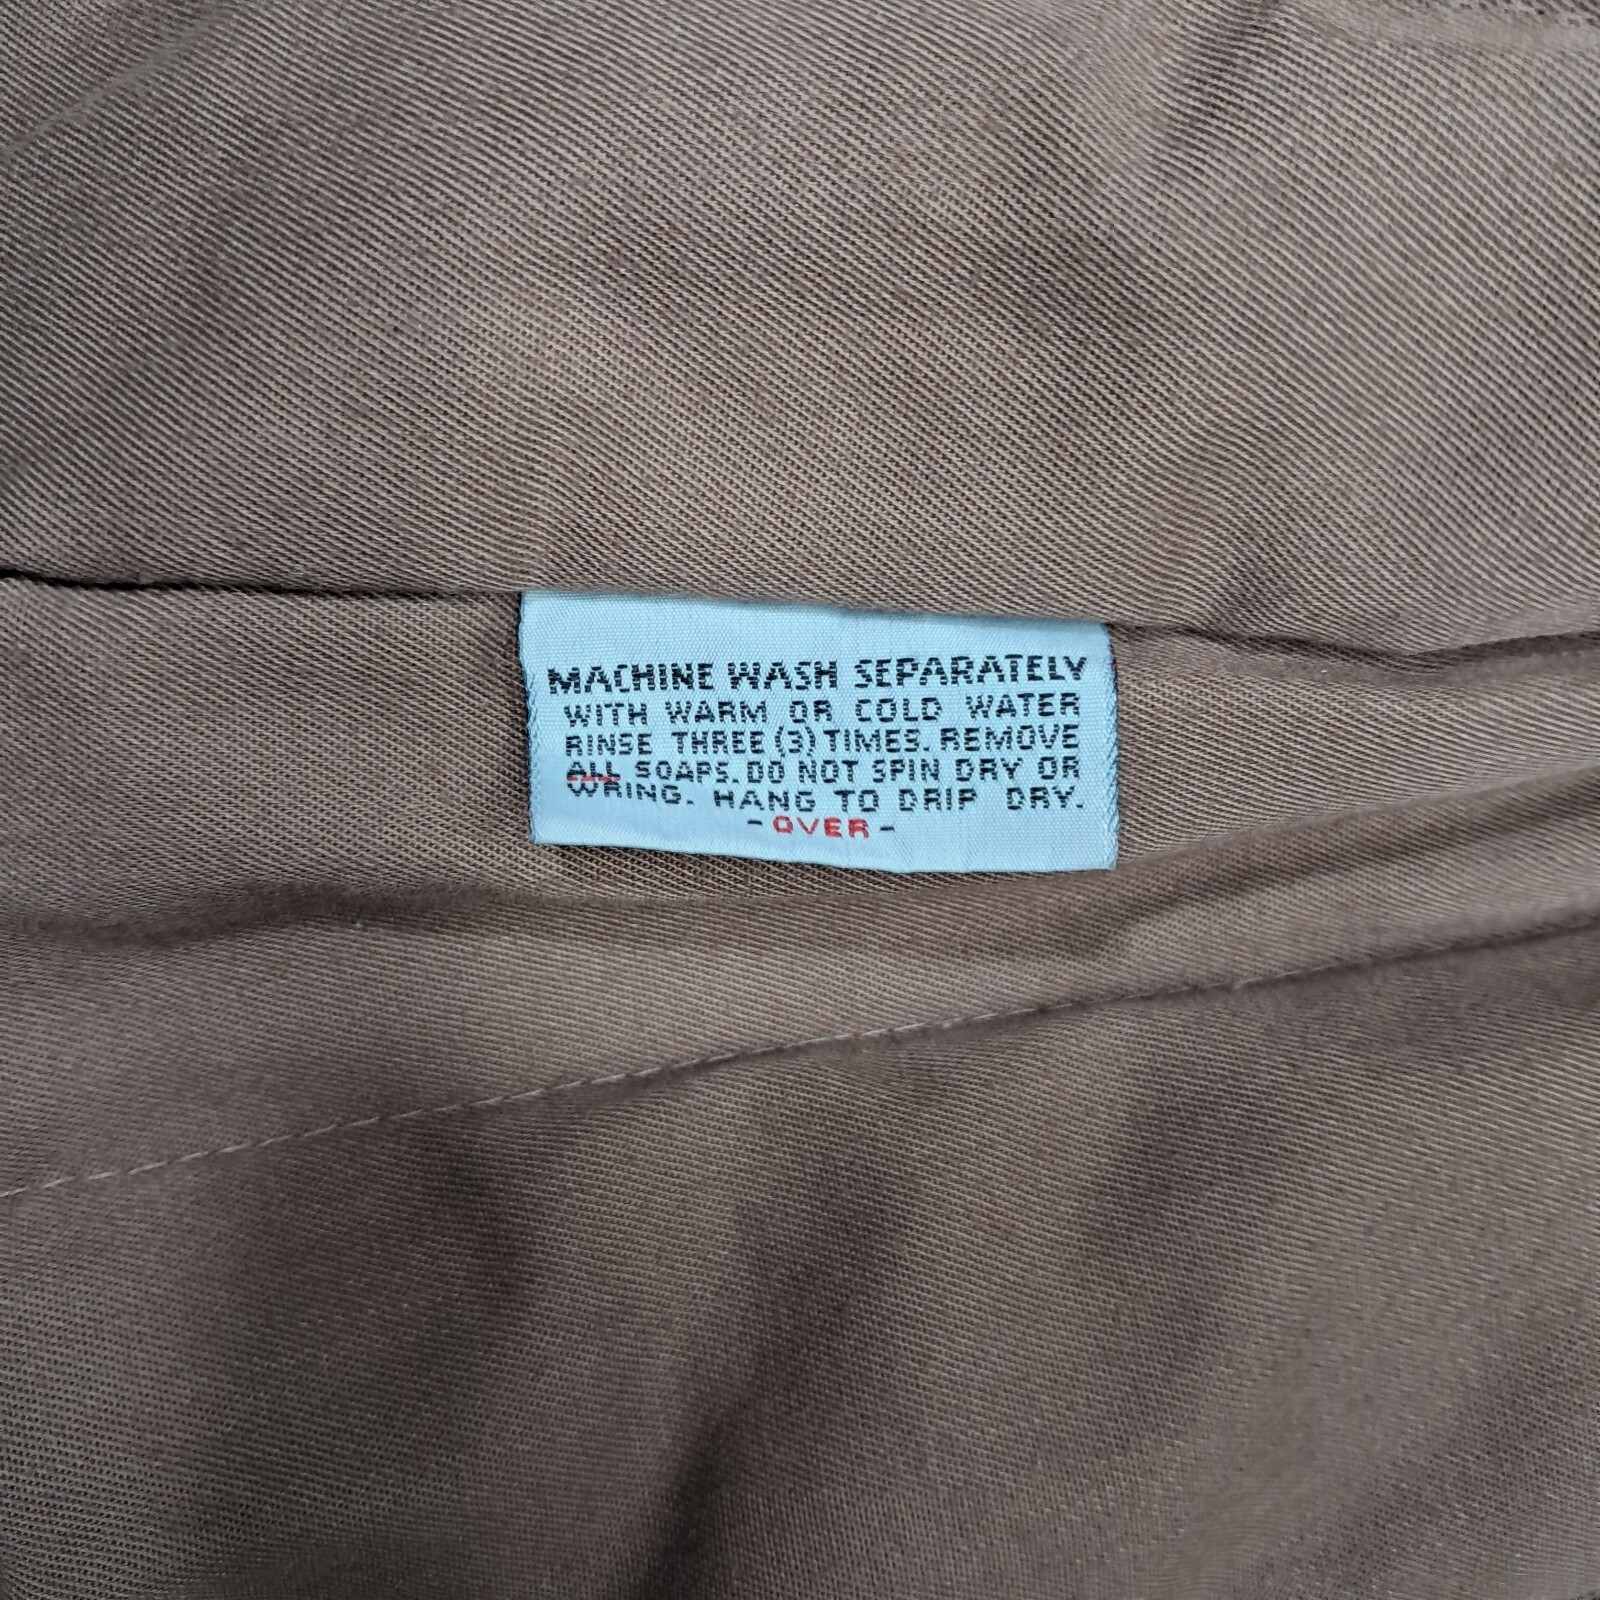 MACHINE WASH SEPARATELY
WITH WARM OR COLD WATER
RINSE THREE (3) TIMES. REMOVE
ALL SOAPS. DO NOT SPIN DRY OR
WRING. HANG TO DRIP DRY.
-OVER-